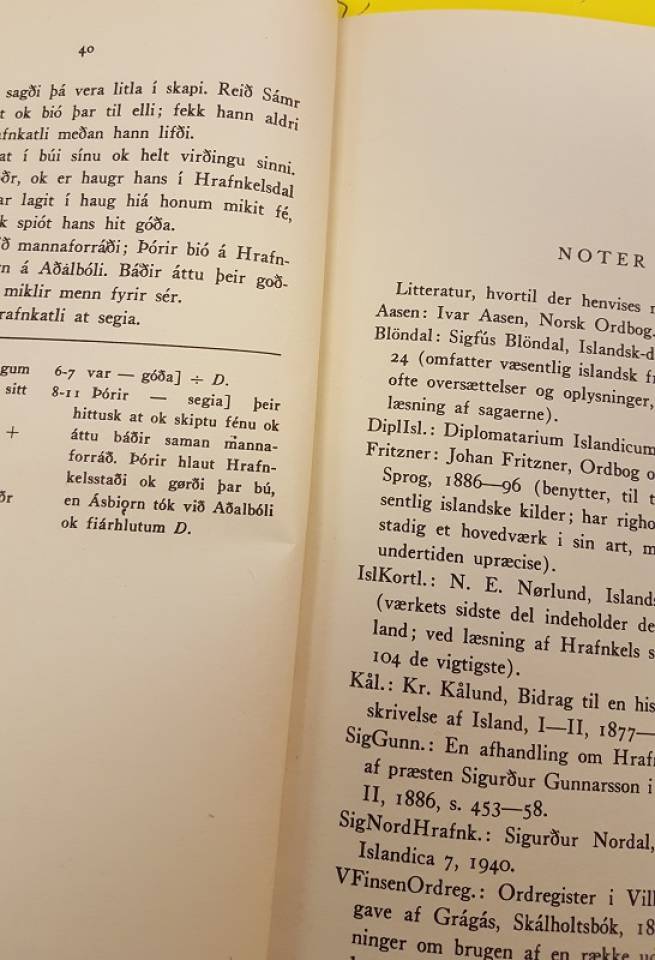 40
sagði þá vera litla í skapi. Reið Sámr
t ok bió þar til elli; fekk hann aldri
afnkatli meðan hann lifði.
at í búi sínu ok helt virðingu sinni.
ðr, ok er haugr hans í Hrafnkelsdal
ar lagit í haug hiá honum mikit fé,
k spiót hans hit góða.
ð mannaforráði; Þórir bió á Hrafn-
n á Aðalbóli. Báðir áttu þeir goð-
miklir menn fyrir sér.
rafnkatli at segia.
gum
sitt
+
ðr
6-7 var — góða] ÷ D.
8-11 Þórir — segia] þeir
hittusk at ok skiptu fénu ok
áttu báðir saman manna-
forráð. Þórir hlaut Hrafn-
kelsstaði ok gørði þar bú,
en Ásbiǫrn tók við Aðalbóli
ok fiárhlutum D.
NOTER
Litteratur, hvortil der henvises
Aasen: Ivar Aasen, Norsk Ordbog.
Blöndal: Sigfús Blöndal, Islandsk-d
24 (omfatter væsentlig islandsk fr
ofte oversættelser og oplysninger,
læsning af sagaerne).
DiplIsl.: Diplomatarium Islandicum
Fritzner: Johan Fritzner, Ordbog o
Sprog, 1886—96 (benytter, til t
sentlig islandske kilder; har righo
stadig et hovedværk i sin art, m
undertiden upræcise).
IslKortl.: N. E. Nørlund, Islands
(værkets sidste del indeholder de
land; ved læsning af Hrafnkels s
104 de vigtigste).
Kål.: Kr. Kålund, Bidrag til en his
skrivelse af Island, I—II, 1877—
SigGunn.: En afhandling om Hrafn
af præsten Sigurður Gunnarsson i
II, 1886, s. 453—58.
SigNordHrafnk.: Sigurður Nordal,
Islandica 7, 1940.
VFinsenOrdreg.: Ordregister i Vill
gave af Grágás, Skálholtsbók, 18
ninger om brugen af en række ud